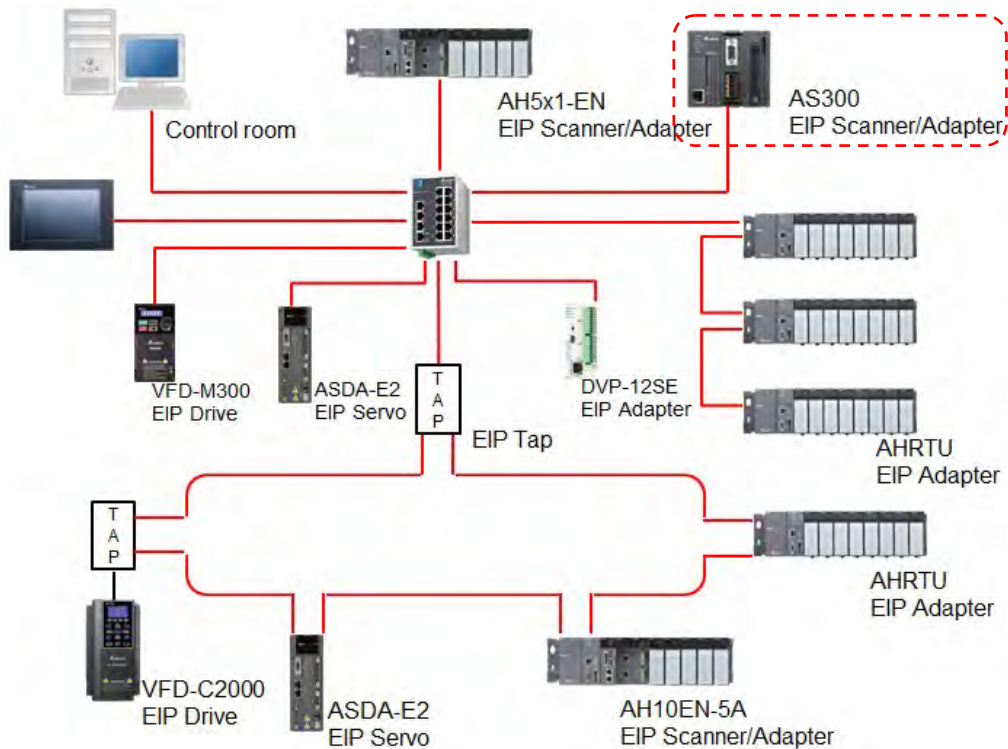 AH5x1-EN
EIP Scanner/Adapter
AS300
EIP Scanner/Adapter
Control room
VFD-M300
EIP Drive
ASDA-E2
EIP Servo
T
A
P
EIP Tap
DVP-12SE
EIP Adapter
AHRTU
EIP Adapter
T
A
P
AHRTU
EIP Adapter
VFD-C2000
EIP Drive
ASDA-E2
EIP Servo
AH10EN-5A
EIP Scanner/Adapter